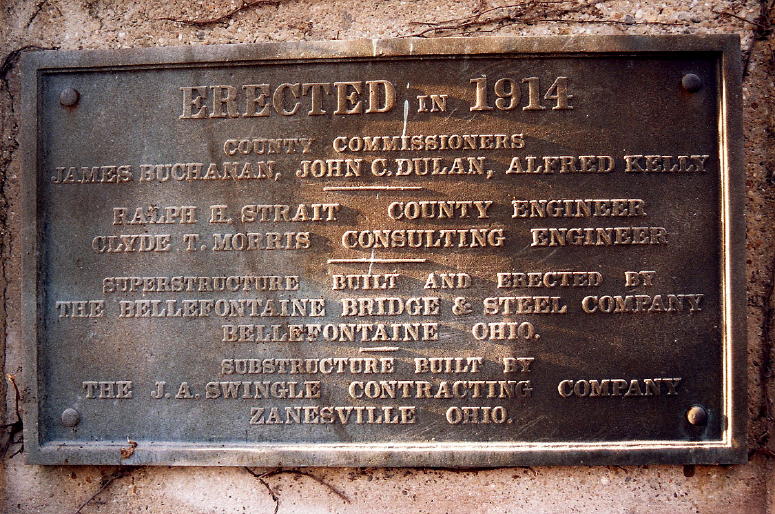 ERECTED IN 1914
COUNTY COMMISSIONERS
JAMES BUCHANAN, JOHN C. DULAN, ALFRED KELLY
RALPH H. STRAIT COUNTY ENGINEER
CLYDE T. MORRIS CONSULTING ENGINEER
SUPERSTRUCTURE BUILT AND ERECTED BY
THE BELLEFONTAINE BRIDGE & STEEL COMPANY
BELLEFONTAINE OHIO.
SUBSTRUCTURE BUILT BY
THE J. A. SWINGLE CONTRACTING COMPANY
ZANESVILLE OHIO.